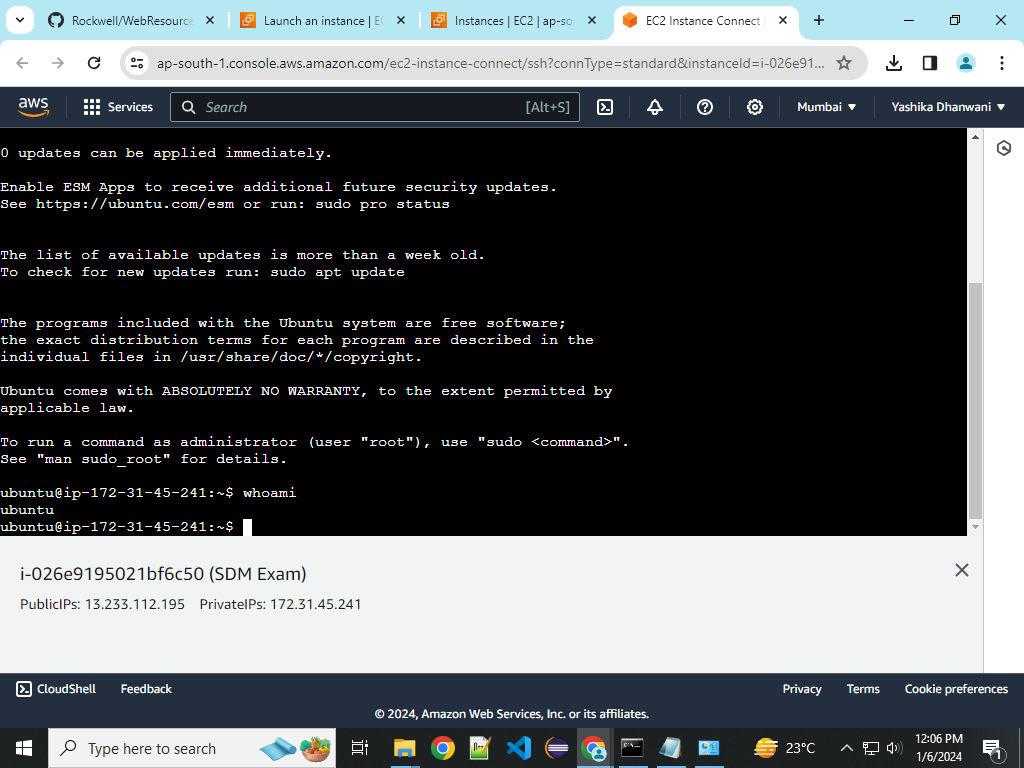 Rockwell/WebResource
Launch an instance | EC
Instances | EC2 | ap-so
EC2 Instance Connect
ap-south-1.console.aws.amazon.com/ec2-instance-connect/ssh?connType=standard&instanceId=i-026e91...
aws
Services
Search
[Alt+S]
Mumbai
Yashika Dhanwani
0 updates can be applied immediately.
Enable ESM Apps to receive additional future security updates.
See https://ubuntu.com/esm or run: sudo pro status
The list of available updates is more than a week old.
To check for new updates run: sudo apt update
The programs included with the Ubuntu system are free software;
the exact distribution terms for each program are described in the
individual files in /usr/share/doc/*/copyright.
Ubuntu comes with ABSOLUTELY NO WARRANTY, to the extent permitted by
applicable law.
To run a command as administrator (user "root"), use "sudo <command>".
See "man sudo_root" for details.
ubuntu@ip-172-31-45-241:~$ whoami
ubuntu
ubuntu@ip-172-31-45-241:~$
i-026e9195021bf6c50 (SDM Exam)
PublicIPs: 13.233.112.195 PrivateIPs: 172.31.45.241
CloudShell
Feedback
Privacy
Terms
Cookie preferences
© 2024, Amazon Web Services, Inc. or its affiliates.
Type here to search
23°C
12:06 PM
1/6/2024
1